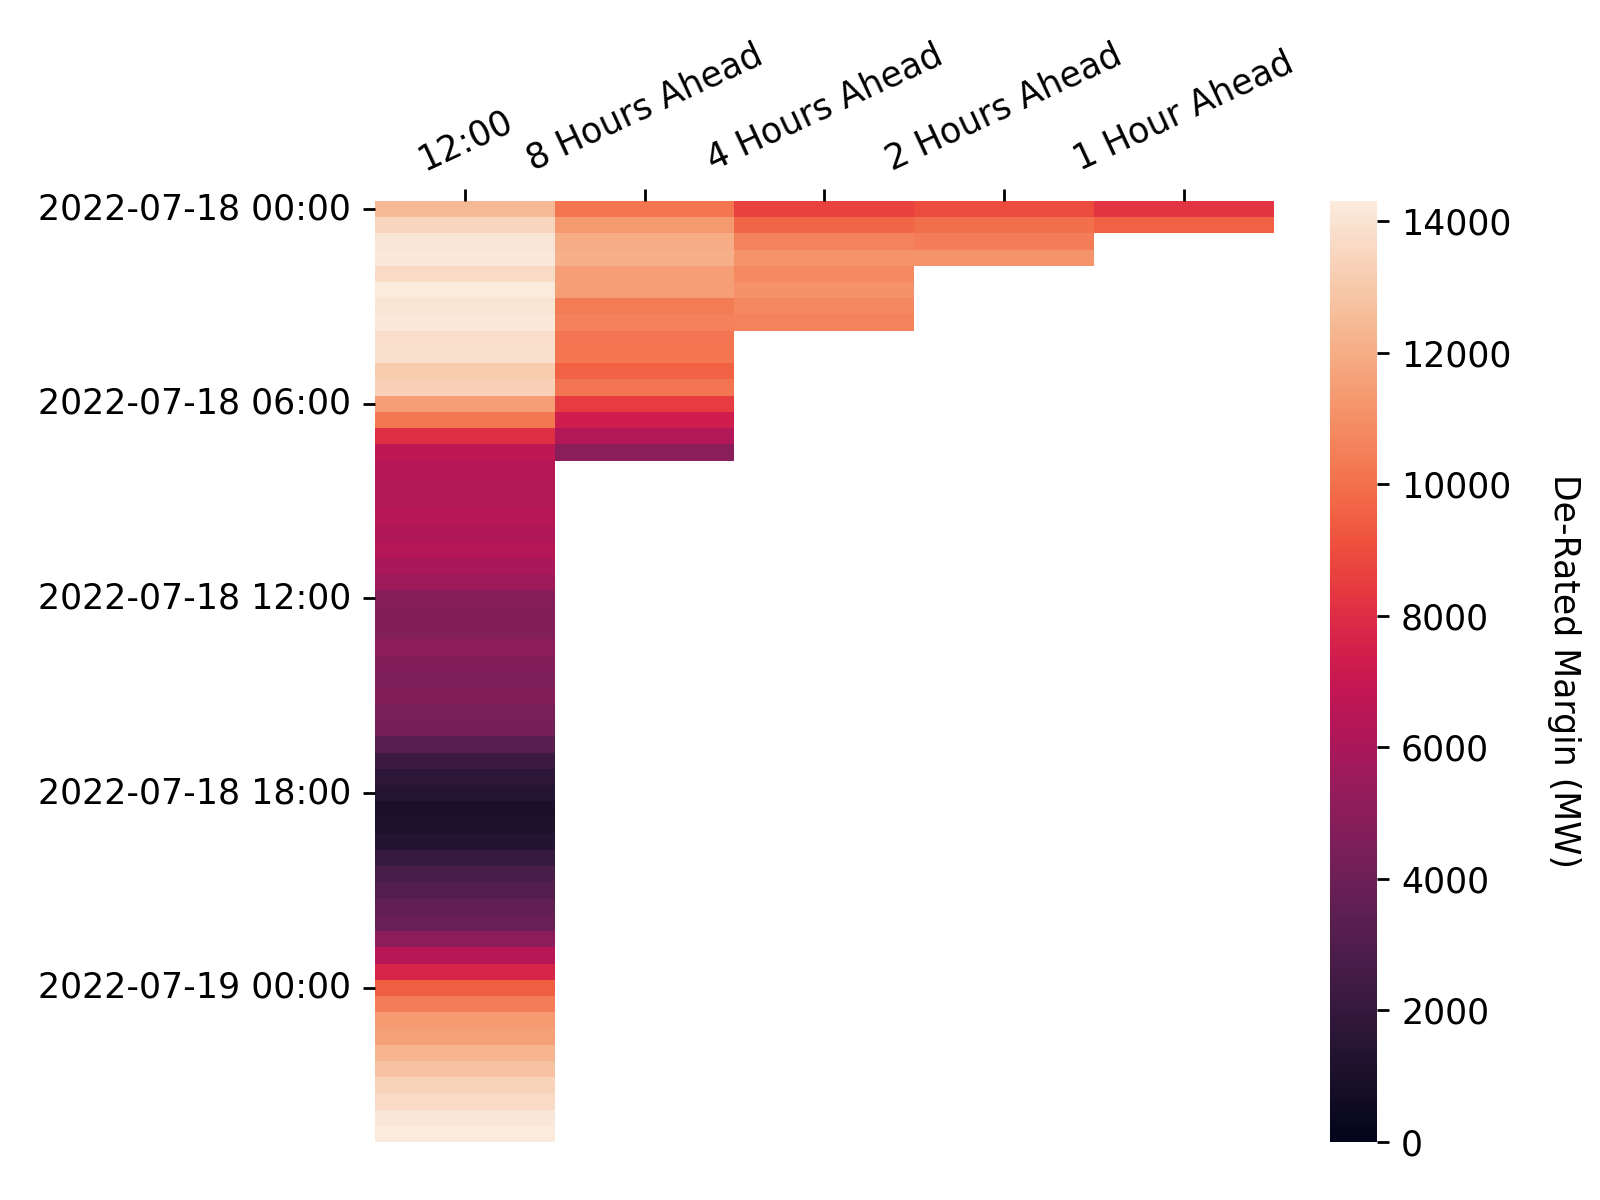 12:00
8 Hours Ahead
4 Hours Ahead
2 Hours Ahead
1 Hour Ahead
2022-07-18 00:00
2022-07-18 06:00
2022-07-18 12:00
2022-07-18 18:00
2022-07-19 00:00
14000
12000
10000
8000
6000
4000
2000
0
De-Rated Margin (MW)